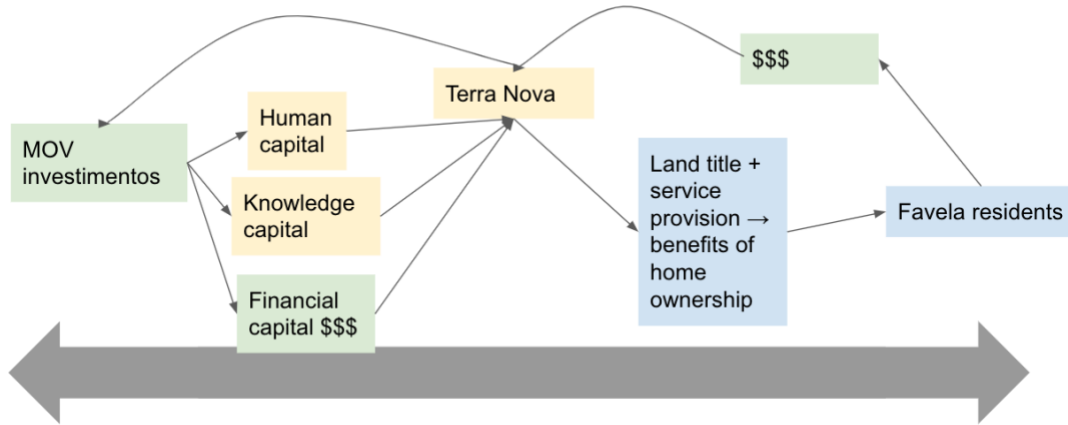 MOV
investimentos
Human
capital
Knowledge
capital
Financial
capital $$$
Terra Nova
Land title +
service
provision →
benefits of
home
ownership
$$$
Favela residents